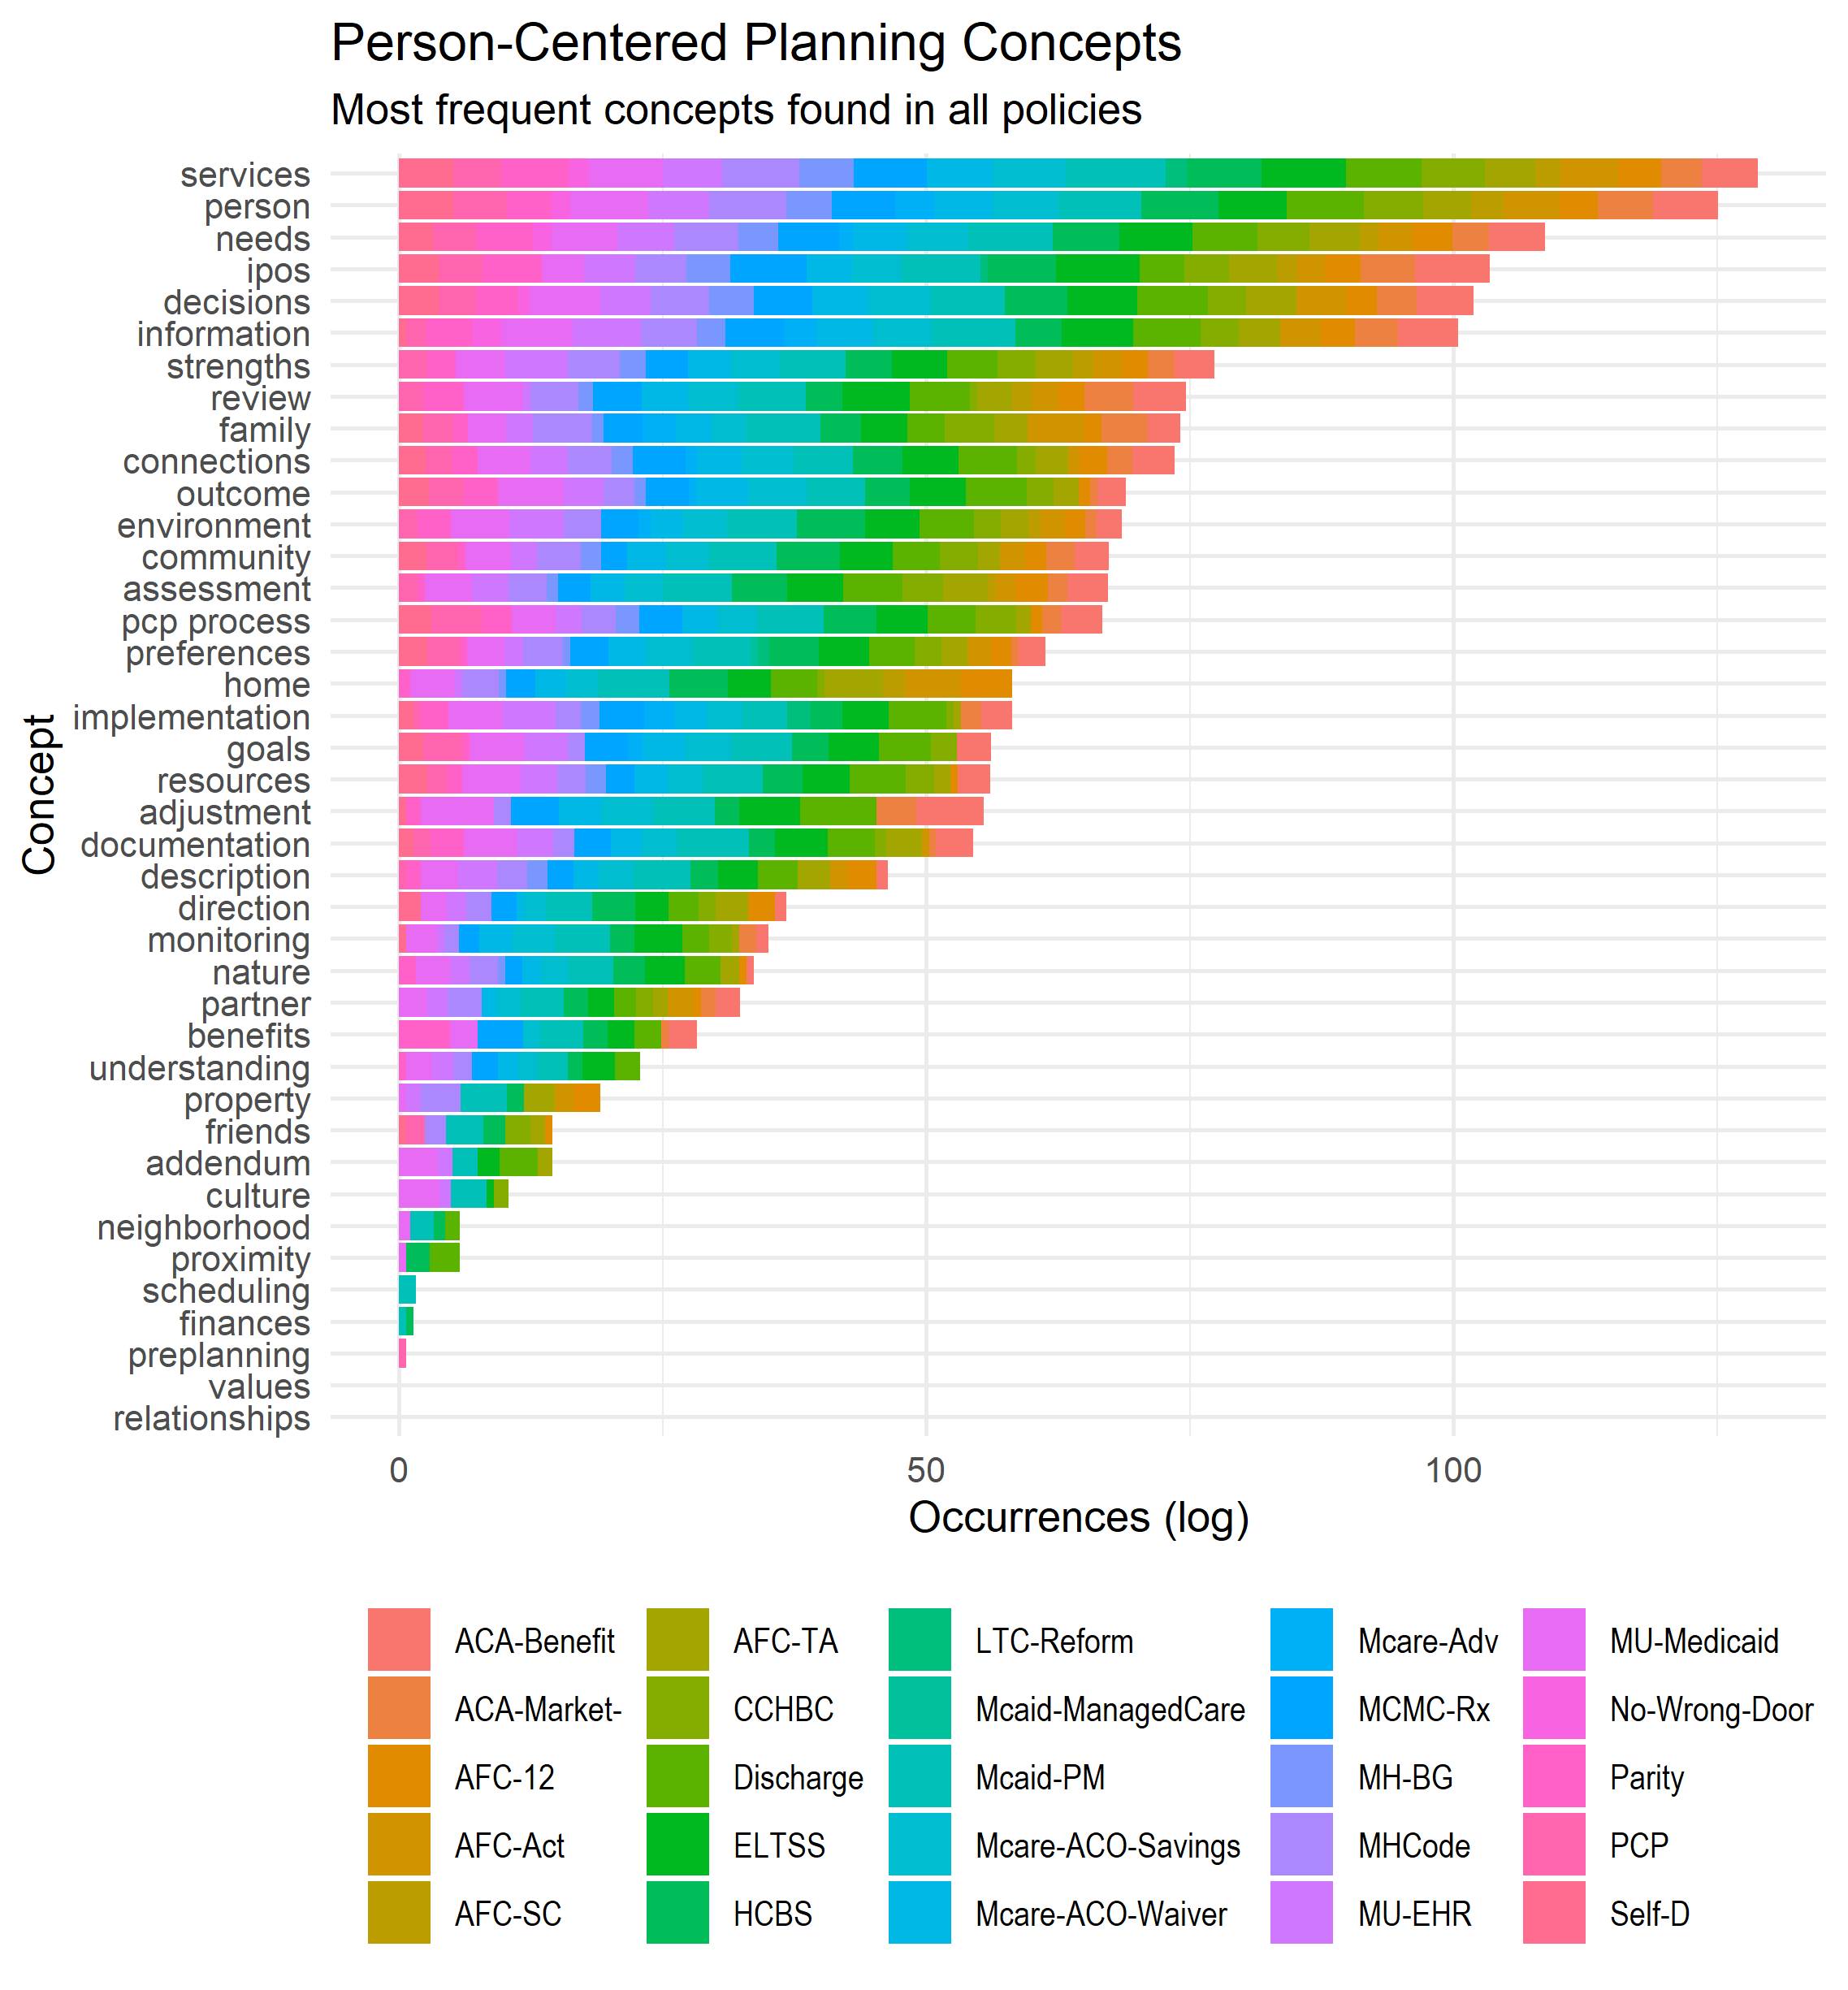 Person-Centered Planning Concepts
Most frequent concepts found in all policies
services
person
needs
ipos
decisions
information
strengths
review
family
connections
outcome
environment
community
assessment
pcp process
preferences
home
implementation
goals
resources
adjustment
documentation
description
direction
monitoring
nature
partner
benefits
understanding
property
friends
addendum
culture
neighborhood
proximity
scheduling
finances
preplanning
values
relationships
Concept
0 50 100
Occurrences (log)
ACA-Benefit AFC-TA LTC-Reform Mcare-Adv MU-Medicaid
ACA-Market- CCHBC Mcaid-ManagedCare MCMC-Rx No-Wrong-Door
AFC-12 Discharge Mcaid-PM MH-BG Parity
AFC-Act ELTSS Mcare-ACO-Savings MHCode PCP
AFC-SC HCBS Mcare-ACO-Waiver MU-EHR Self-D